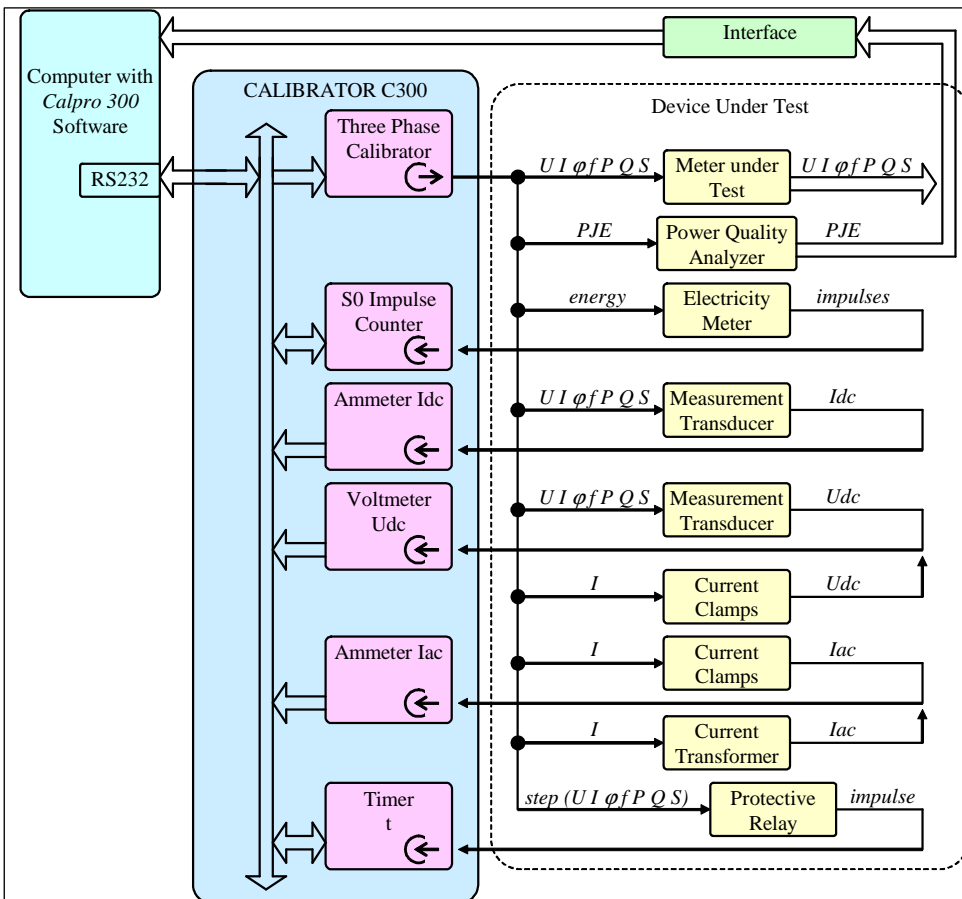 Interface
Computer with
Calpro 300
Software
RS232
CALIBRATOR C300
Device Under Test
Three Phase
Calibrator
U I φ f P Q S
Meter under
Test
U I φ f P Q S
PJE
Power Quality
Analyzer
PJE
S0 Impulse
Counter
energy
Electricity
Meter
impulses
Ammeter Idc
U I φ f P Q S
Measurement
Transducer
Idc
Voltmeter
Udc
U I φ f P Q S
Measurement
Transducer
Udc
I
Current
Clamps
Udc
Ammeter Iac
I
Current
Clamps
Iac
I
Current
Transformer
Iac
Timer
t
step (U I φ f P Q S)
Protective
Relay
impulse